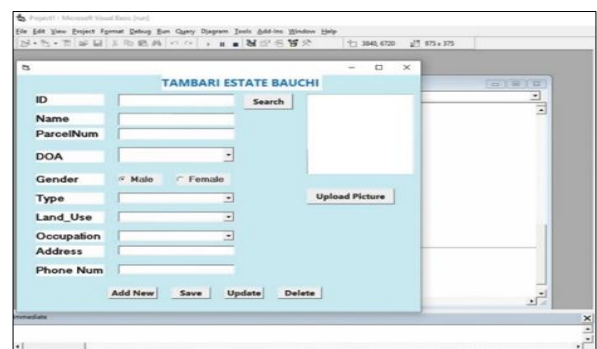 Project1 - Microsoft Visual Basic [run]
File Edit View Project Format Debug Run Query Diagram Tools Add-Ins Window Help
3840, 6720 975 x 375
TAMBARI ESTATE BAUCHI
ID Search
Name
ParcelNum
DOA
Gender Male Female
Type Upload Picture
Land_Use
Occupation
Address
Phone Num
Add New Save Update Delete
Immediate